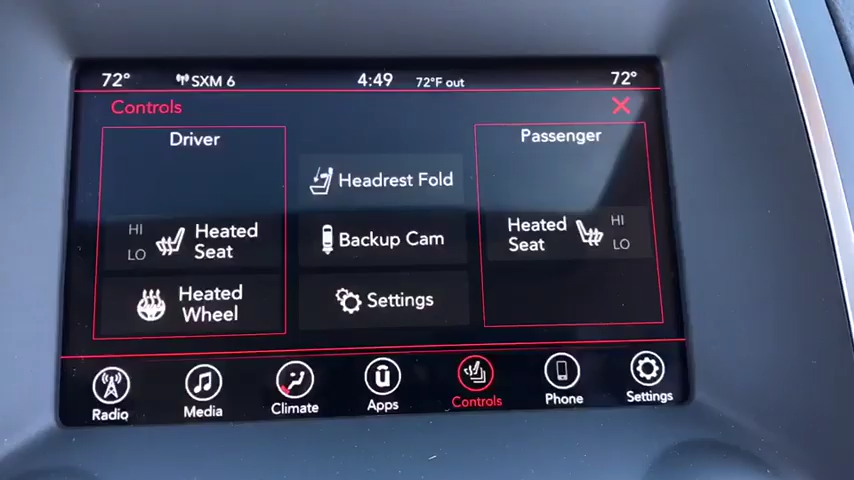 72° SXM 6 4:49 72°F out 72°
Controls
Driver
Passenger
Headrest Fold
HI
LO
Heated
Seat
Backup Cam
Heated
Seat
HI
LO
Heated
Wheel
Settings
Radio Media Climate Apps Controls Phone Settings